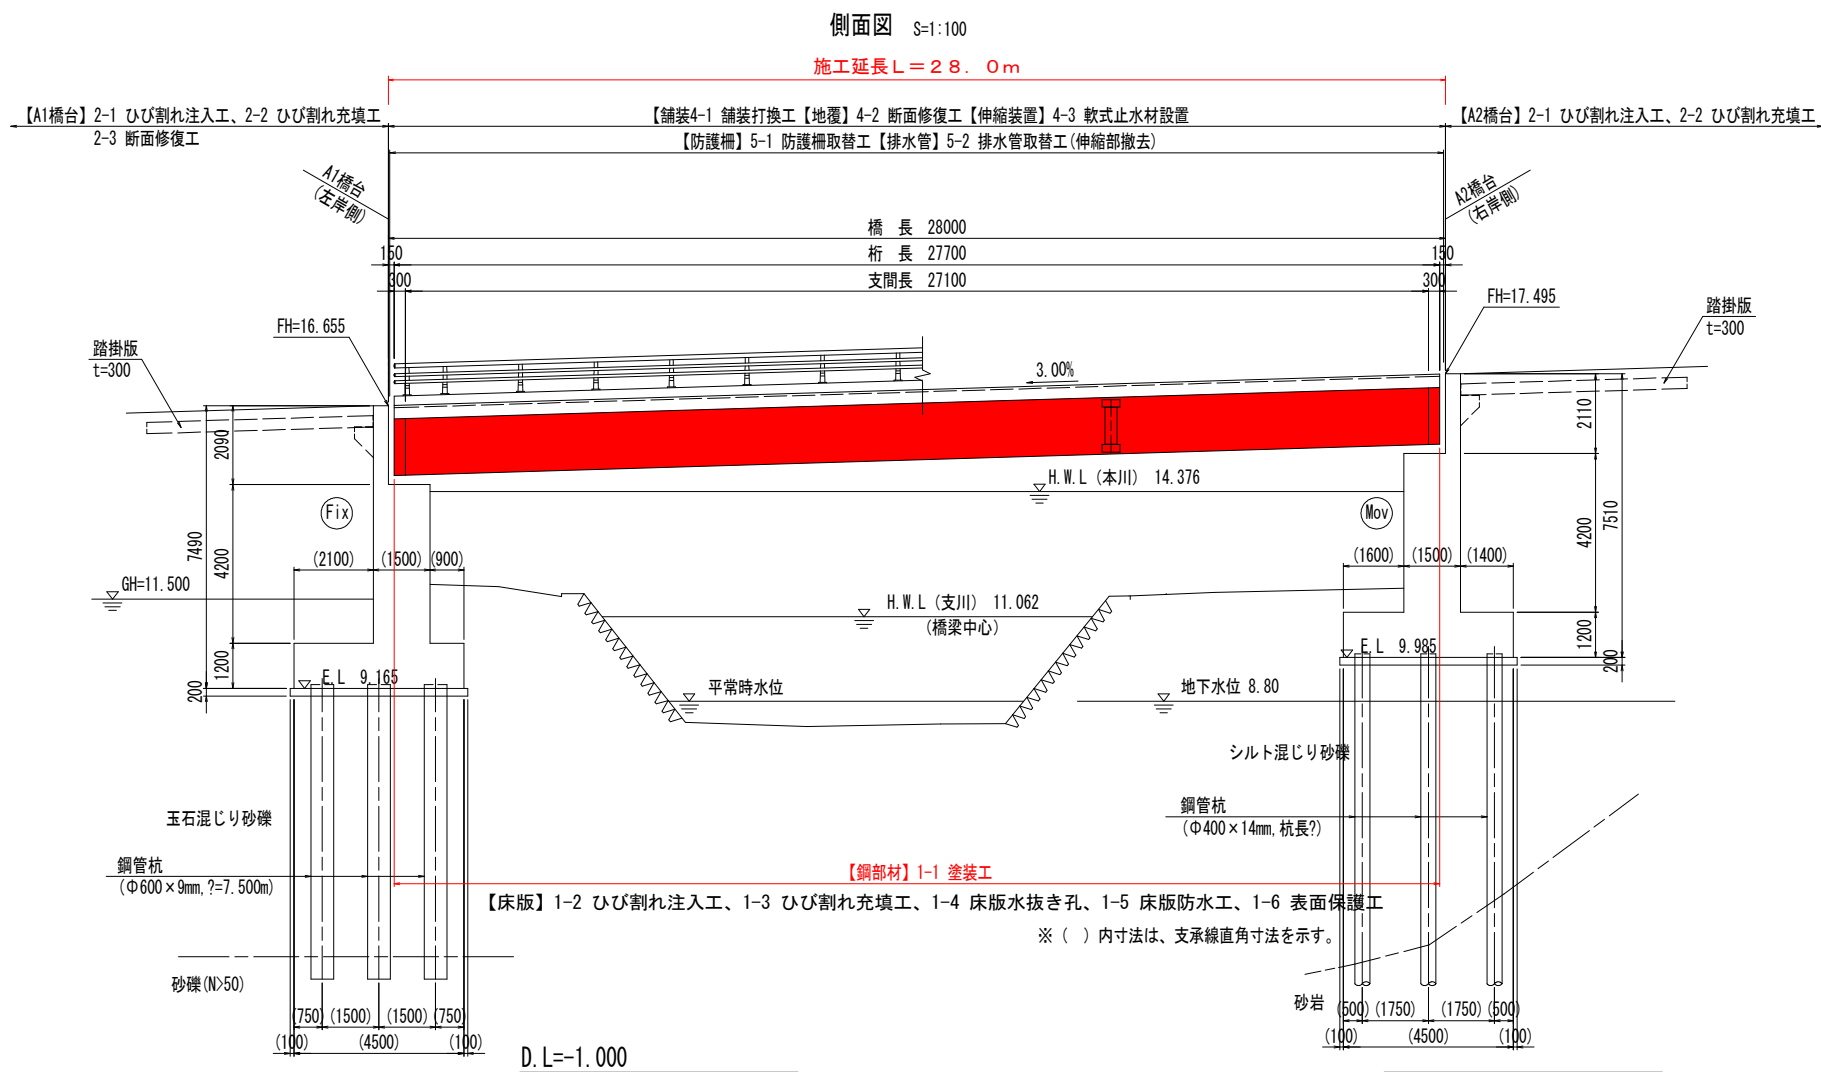 側面図 S=1:100
施工延長L=28.0m
【A1橋台】2-1 ひび割れ注入工、2-2 ひび割れ充填工
2-3 断面修復工
【舗装4-1 舗装打換工【地覆】4-2 断面修復工【伸縮装置】4-3 軟式止水材設置
【A2橋台】2-1 ひび割れ注入工、2-2 ひび割れ充填工
【防護柵】5-1 防護柵取替工【排水管】5-2 排水管取替工(伸縮部撤去)
A1橋台
(左岸側)
A2橋台
(右岸側)
橋 長 28000
150
桁 長 27700
150
300
支間長 27100
300
FH=16.655
FH=17.495
踏掛版
t=300
踏掛版
t=300
3.00%
2090
2110
H.W.L (本川) 14.376
Fix
Mov
7490
4200
4200
7510
(2100)
(1500)
(900)
(1600)
(1500)
(1400)
GH=11.500
H.W.L (支川) 11.062
(橋梁中心)
1200
1200
E.L 9.165
E.L 9.985
200
200
平常時水位
地下水位 8.80
シルト混じり砂礫
玉石混じり砂礫
鋼管杭
(Φ400×14mm,杭長?)
鋼管杭
(Φ600×9mm,?=7.500m)
【鋼部材】1-1 塗装工
【床版】1-2 ひび割れ注入工、1-3 ひび割れ充填工、1-4 床版水抜き孔、1-5 床版防水工、1-6 表面保護工
※( )内寸法は、支承線直角寸法を示す。
砂礫(N>50)
砂岩
(750)
(1500)
(1500)
(750)
(500)
(1750)
(1750)
(500)
(100)
(4500)
(100)
(100)
(4500)
(100)
D.L=-1.000